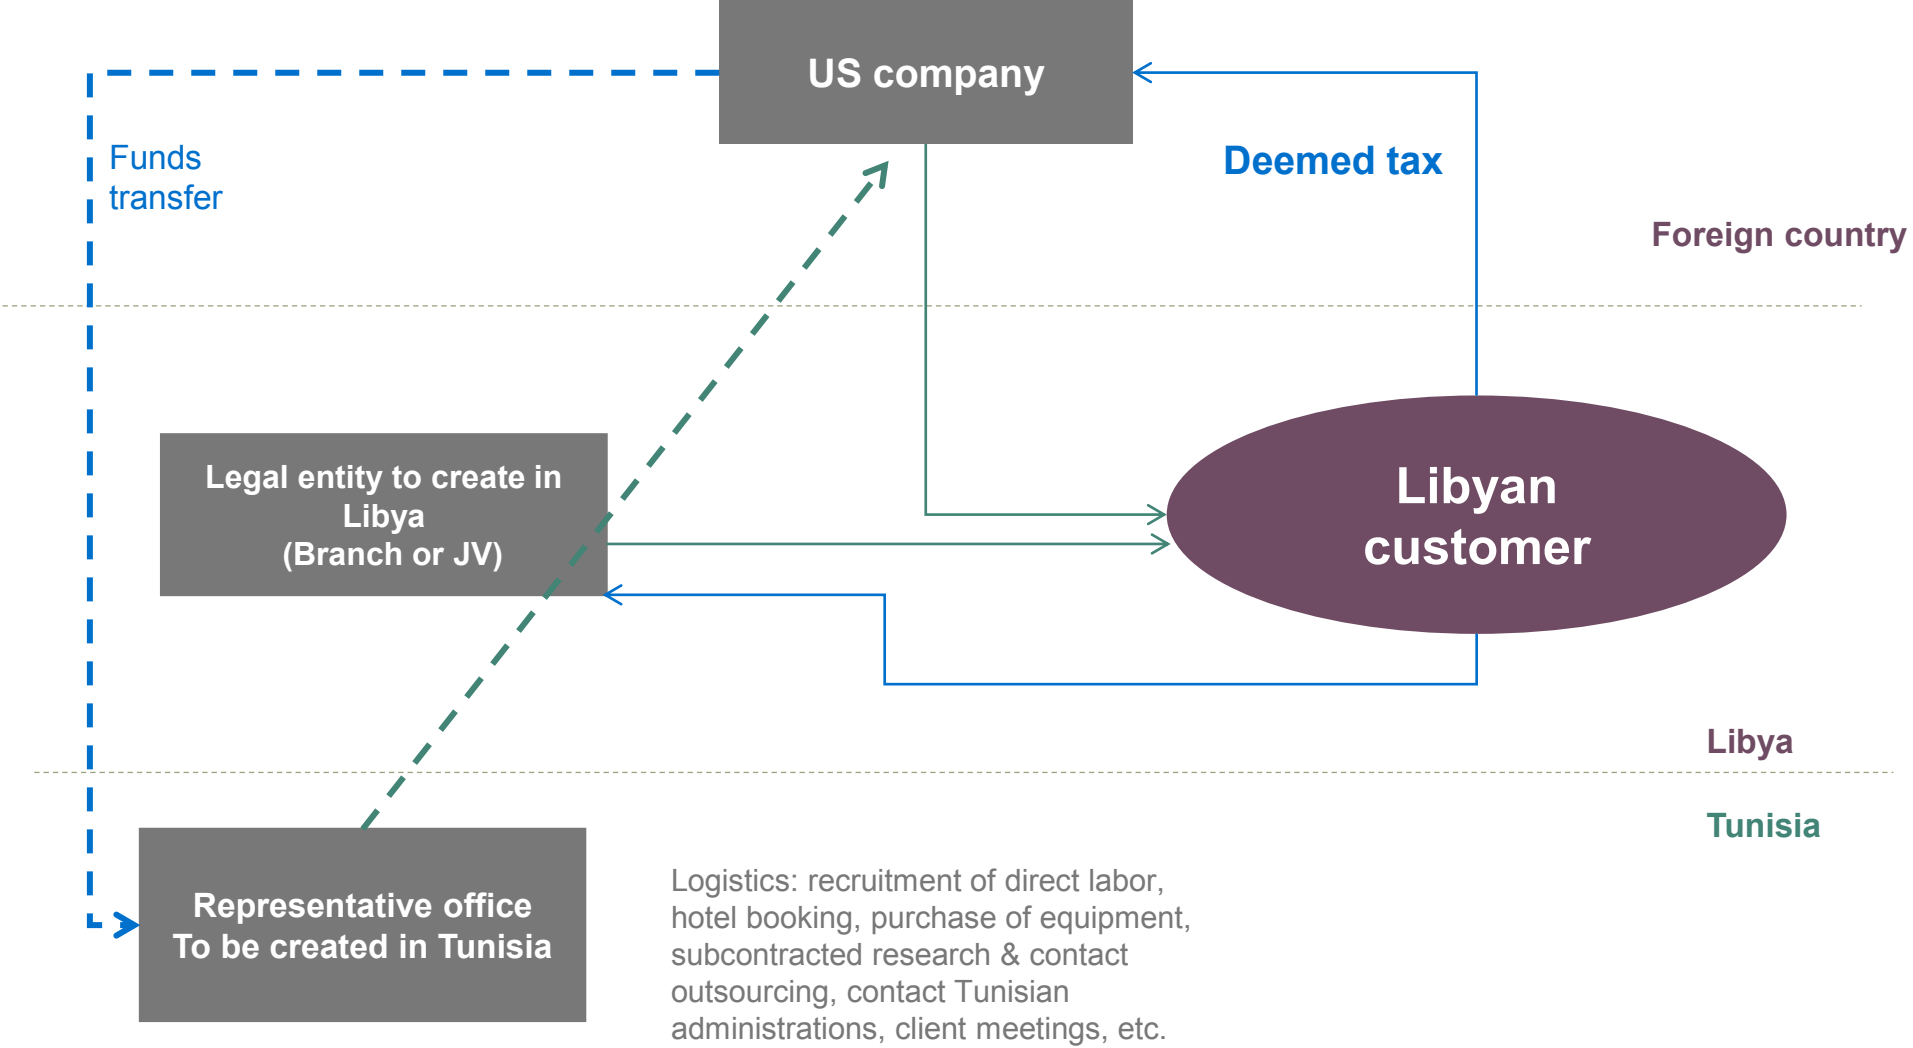 US company
Funds
transfer
Deemed tax
Foreign country
Legal entity to create in
Libya
(Branch or JV)
Libyan
customer
Libya
Tunisia
Representative office
To be created in Tunisia
Logistics: recruitment of direct labor,
hotel booking, purchase of equipment,
subcontracted research & contact
outsourcing, contact Tunisian
administrations, client meetings, etc.